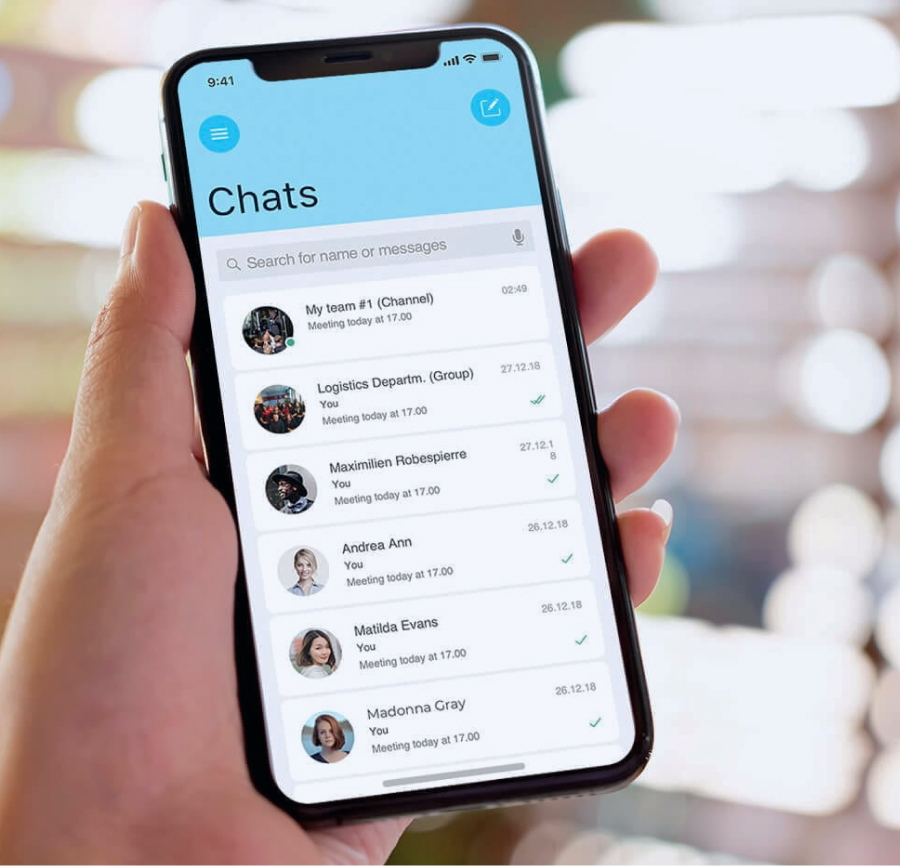 9:41
Chats
Search for name or messages
My team #1 (Channel) 02:49
Meeting today at 17.00
Logistics Departm. (Group) 27.12.18
You
Meeting today at 17.00
Maximilien Robespierre 27.12.1
8
You
Meeting today at 17.00
Andrea Ann 26.12.18
You
Meeting today at 17.00
Matilda Evans 26.12.18
You
Meeting today at 17.00
Madonna Gray 26.12.18
You
Meeting today at 17.00